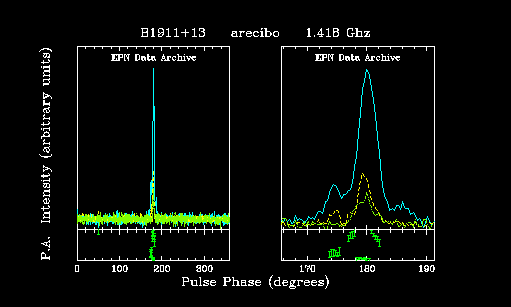 B1911+13 arecibo 1.418 Ghz
EPN Data Archive EPN Data Archive
P.A. Intensity (arbitrary units)
0 100 200 300 170 180 190
Pulse Phase (degrees)